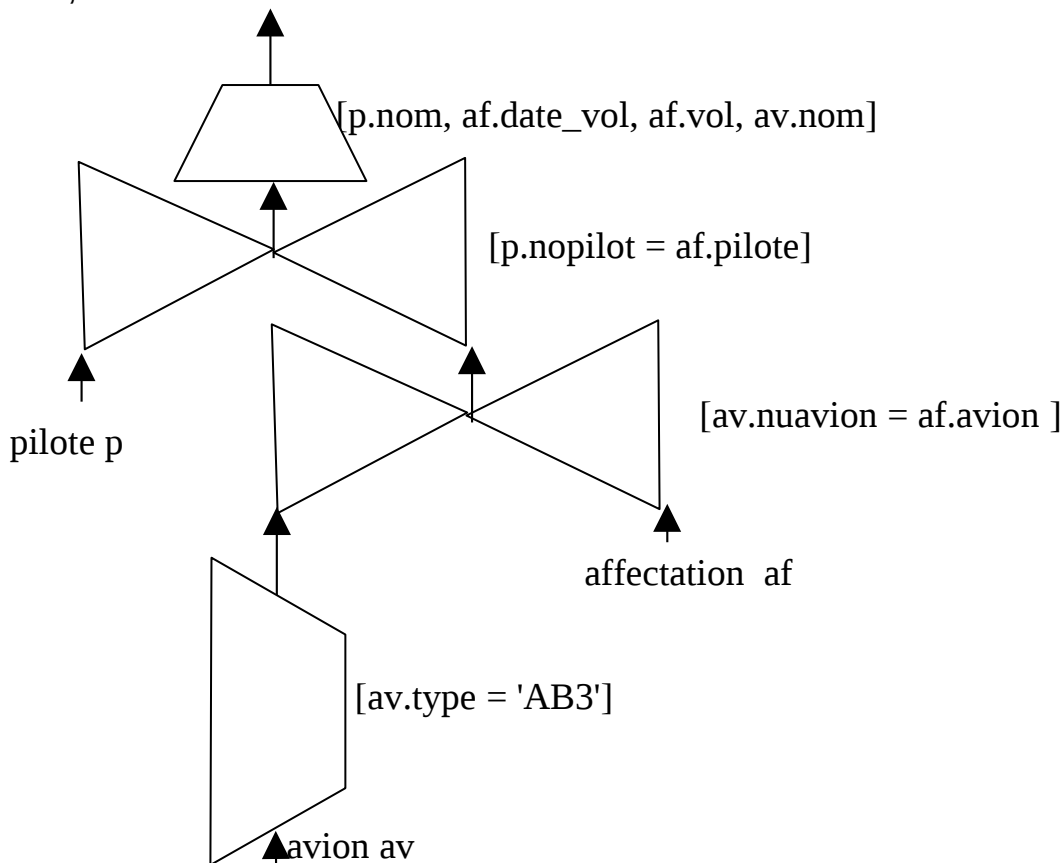 [p.nom, af.date_vol, af.vol, av.nom]
[p.nopilot = af.pilote]
[av.nuavion = af.avion ]
pilote p
affectation  af
[av.type = 'AB3']
avion av